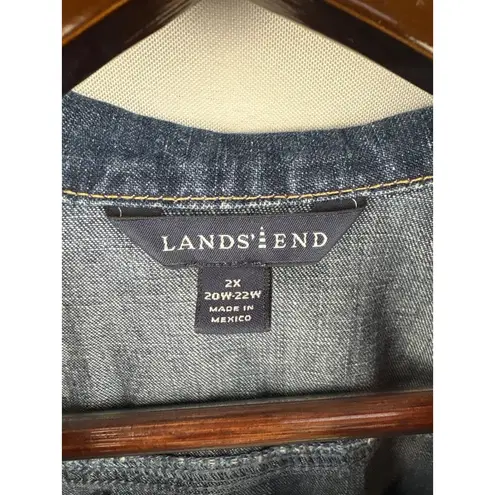 LANDS' END
2X
20W-22W
MADE IN
MEXICO